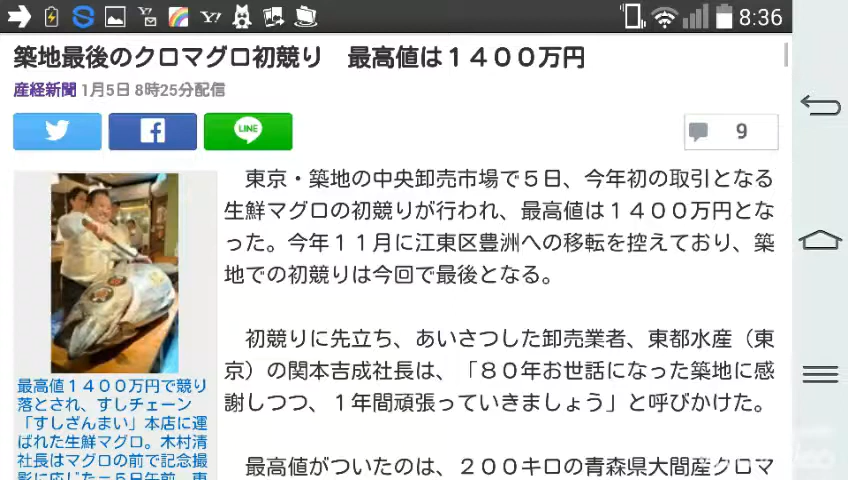 8:36
築地最後のクロマグロ初競り　最高値は１４００万円
産経新聞 1月5日 8時25分配信
LINE
9
東京・築地の中央卸売市場で５日、今年初の取引となる
生鮮マグロの初競りが行われ、最高値は１４００万円とな
った。今年１１月に江東区豊洲への移転を控えており、築
地での初競りは今回で最後となる。
初競りに先立ち、あいさつした卸売業者、東都水産（東
京）の関本吉成社長は、「８０年お世話になった築地に感
謝しつつ、１年間頑張っていきましょう」と呼びかけた。
最高値がついたのは、２００キロの青森県大間産クロマ
最高値１４００万円で競り
落とされ、すしチェーン
「すしざんまい」本店に運
ばれた生鮮マグロ。木村清
社長はマグロの前で記念撮
影に応じた＝５日午前、東